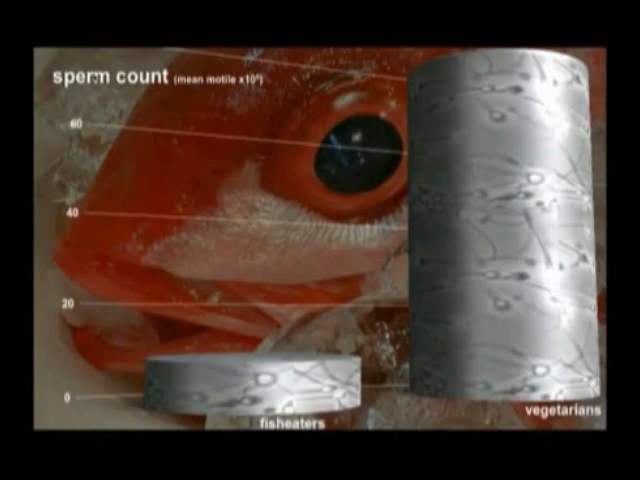 sperm count (mean motile x10⁶)
60
40
20
0
fisheaters
vegetarians